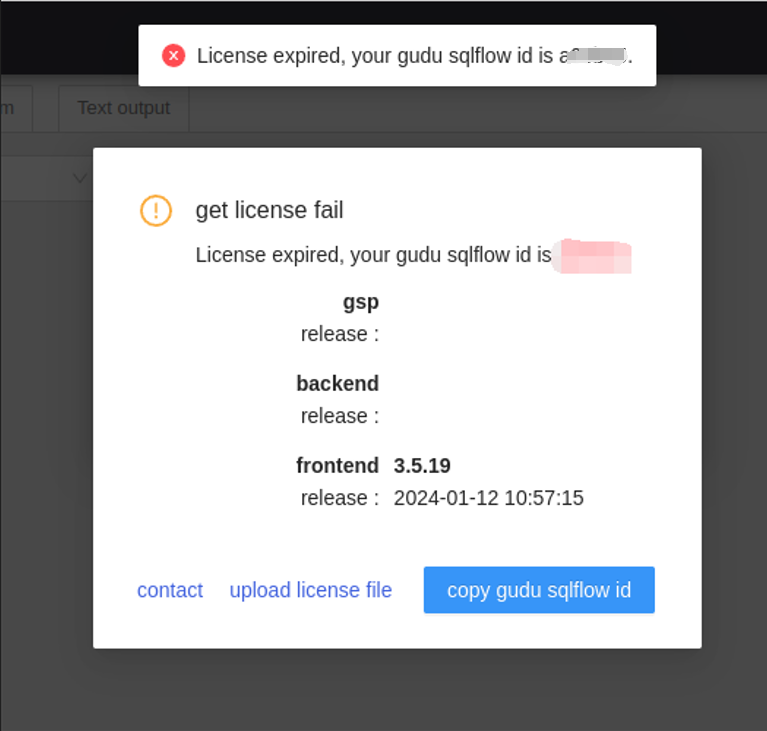 License expired, your gudu sqlflow id is
m
Text output
get license fail
License expired, your gudu sqlflow id is
gsp
release :
backend
release :
frontend 3.5.19
release : 2024-01-12 10:57:15
contact upload license file copy gudu sqlflow id